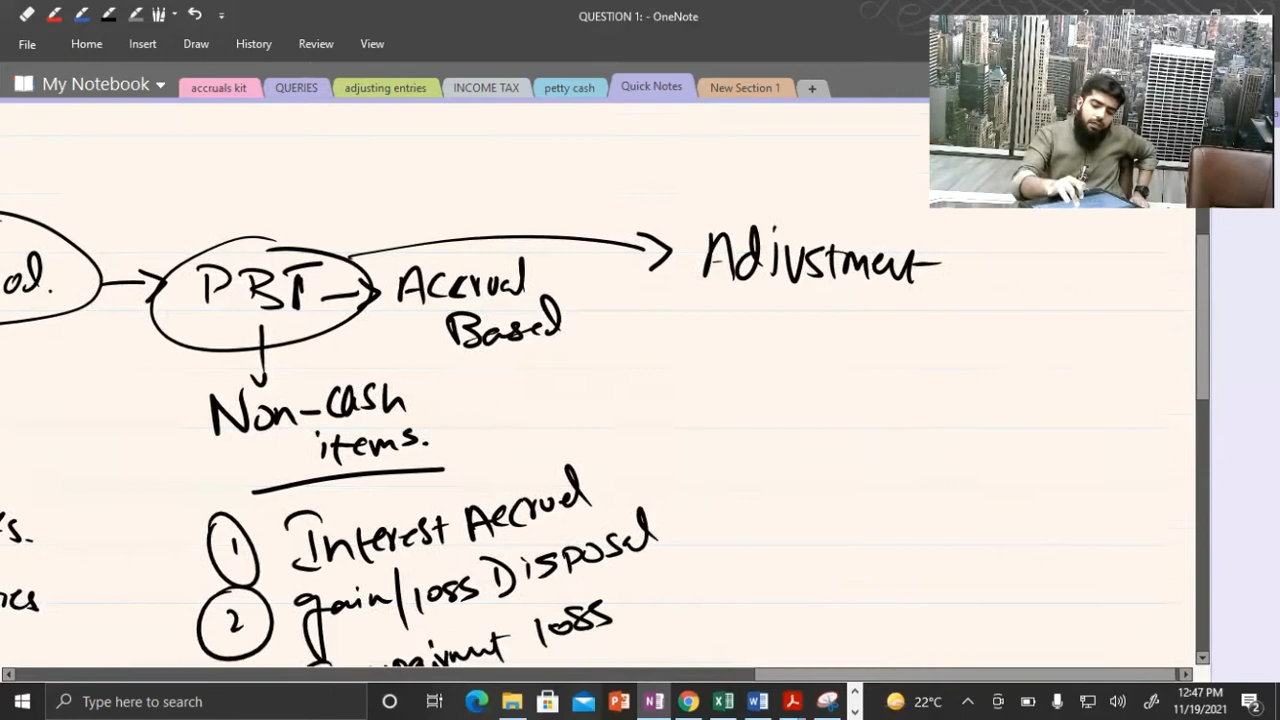 QUESTION 1: - OneNote
File Home Insert Draw History Review View
My Notebook
accruals kit QUERIES adjusting entries INCOME TAX petty cash Quick Notes New Section 1
od.
PBT
Accrual
Based
Adjustment
Non-cash
items.
1 Interest Accrued
2 gain/loss Disposal
loss
Type here to search
22°C
12:47 PM
11/19/2021
2